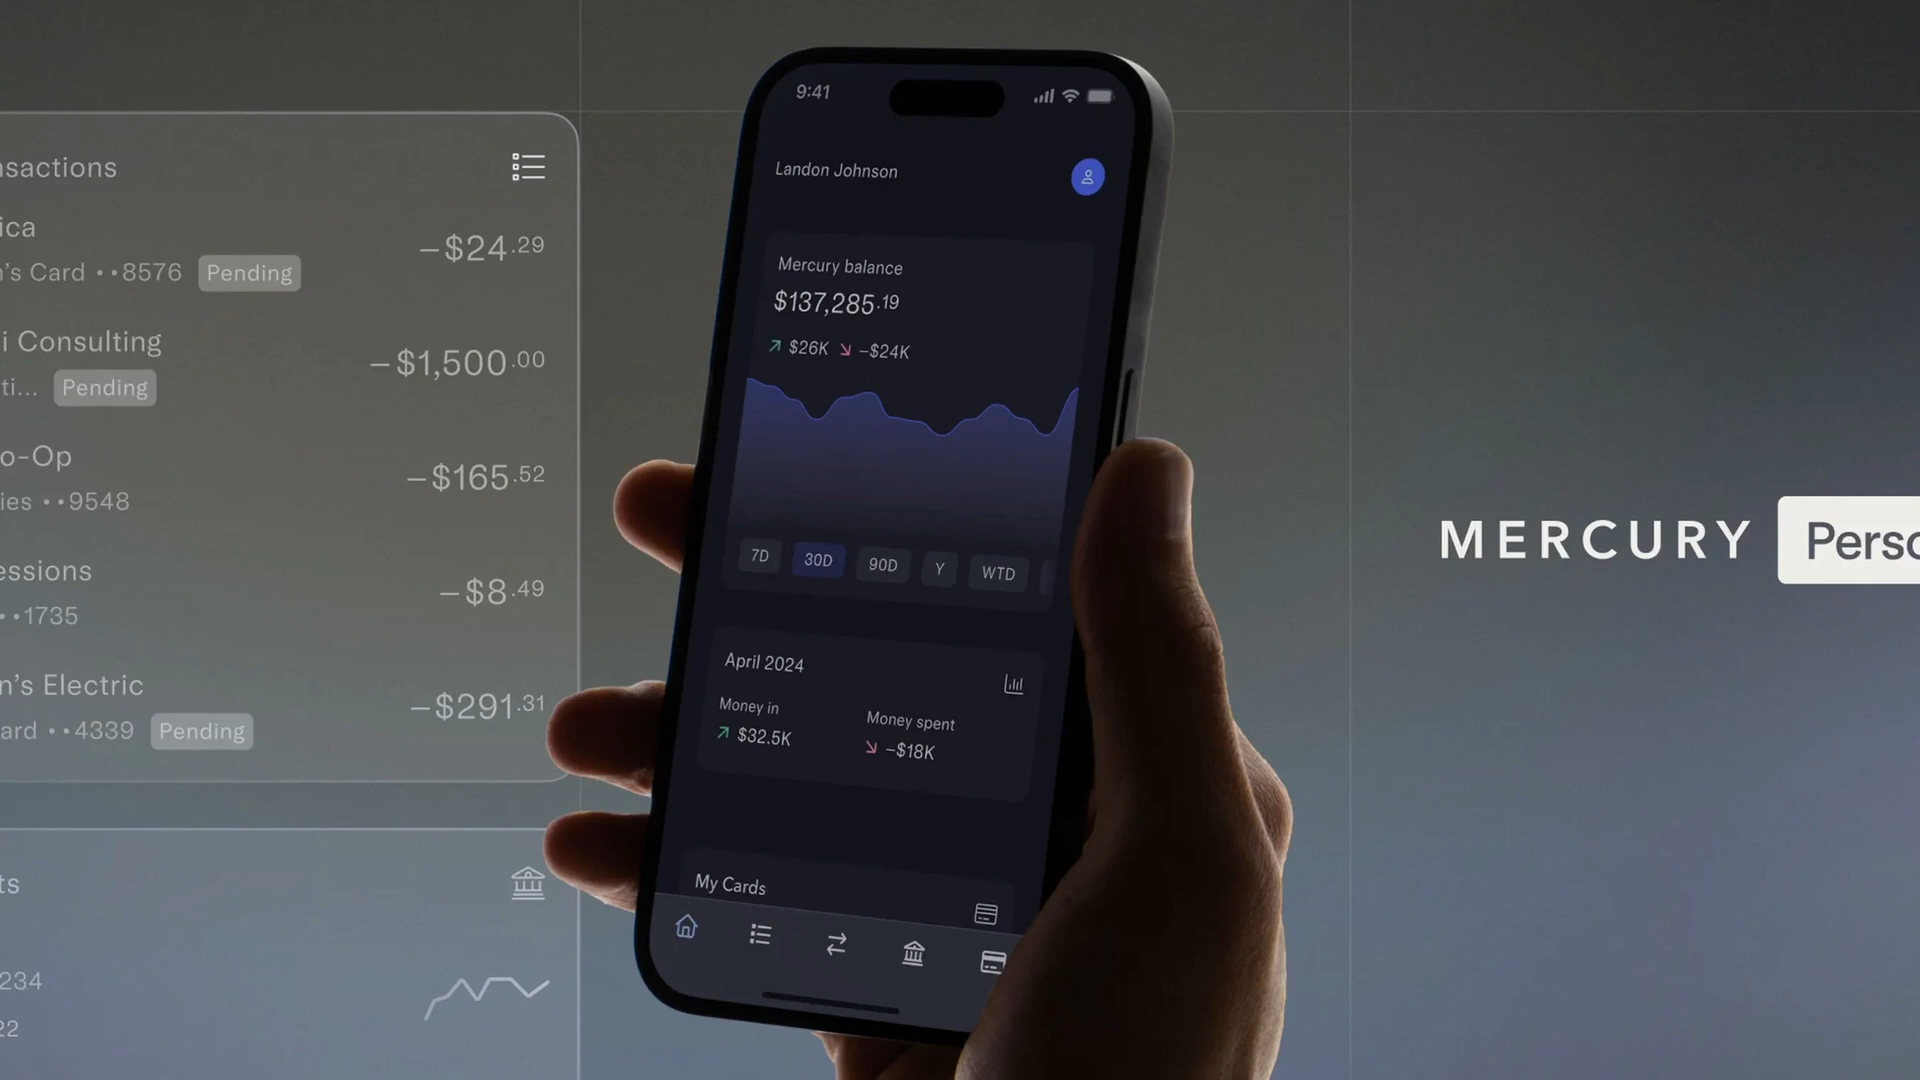 nsactions
ica
–$24.29
n’s Card ••8576 Pending
i Consulting
–$1,500.00
ti... Pending
o-Op
–$165.52
ies ••9548
essions
–$8.49
••1735
n’s Electric
–$291.31
ard ••4339 Pending
ts
234
22
9:41
Landon Johnson
Mercury balance
$137,285.19
$26K –$24K
7D 30D 90D Y WTD
April 2024
Money in Money spent
$32.5K –$18K
My Cards
MERCURY Perso